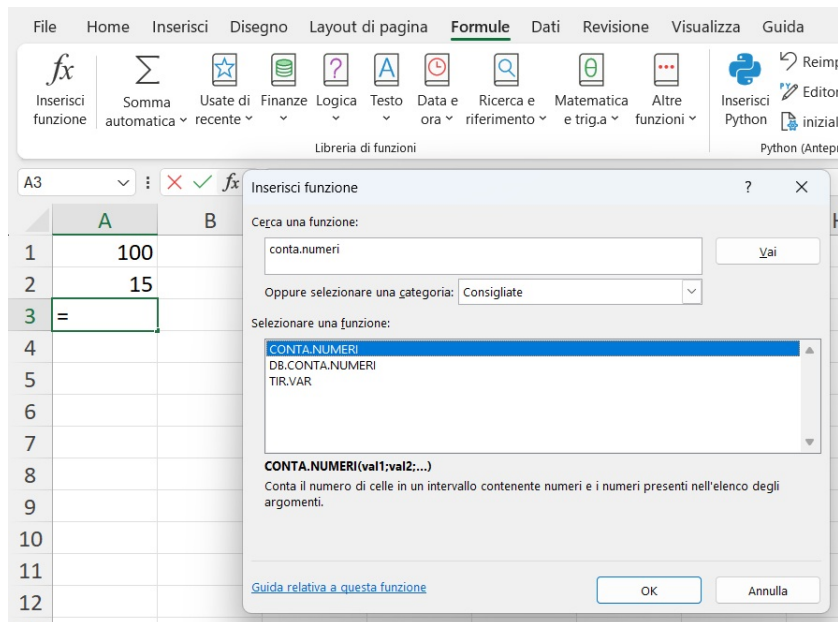 File Home Inserisci Disegno Layout di pagina Formule Dati Revisione Visualizza Guida
fx Σ ? A θ
Inserisci funzione
Somma automatica
Usate di recente
Finanze
Logica
Testo
Data e ora
Ricerca e riferimento
Matematica e trig.a
Altre funzioni
Inserisci Python
Reimp
Editor
inizial
Libreria di funzioni
Python (Antepr
A3 fx
Inserisci funzione ? X
A B
Cerca una funzione:
conta.numeri
Vai
Oppure selezionare una categoria: Consigliate
Selezionare una funzione:
CONTA.NUMERI
DB.CONTA.NUMERI
TIR.VAR
CONTA.NUMERI(val1;val2;...)
Conta il numero di celle in un intervallo contenente numeri e i numeri presenti nell'elenco degli
argomenti.
Guida relativa a questa funzione
OK Annulla
1 100
2 15
3 =
4
5
6
7
8
9
10
11
12